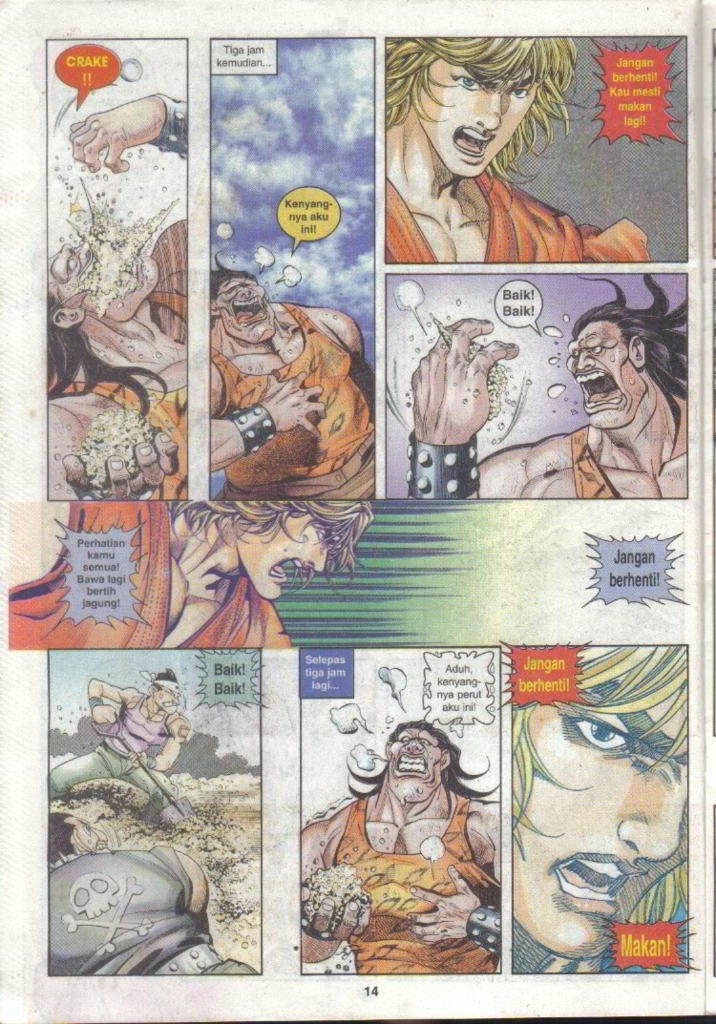 CRAKE
!!
Tiga jam
kemudian...
Kenyang-
nya aku
ini!
Jangan
berhenti!
Kau mesti
makan
lagi!
Baik!
Baik!
Perhatian
kamu
semua!
Bawa lagi
bertih
jagung!
Jangan
berhenti!
Baik!
Baik!
Selepas
tiga jam
lagi...
Aduh,
kenyang-
nya perut
aku ini!
Jangan
berhenti!
Makan!
14